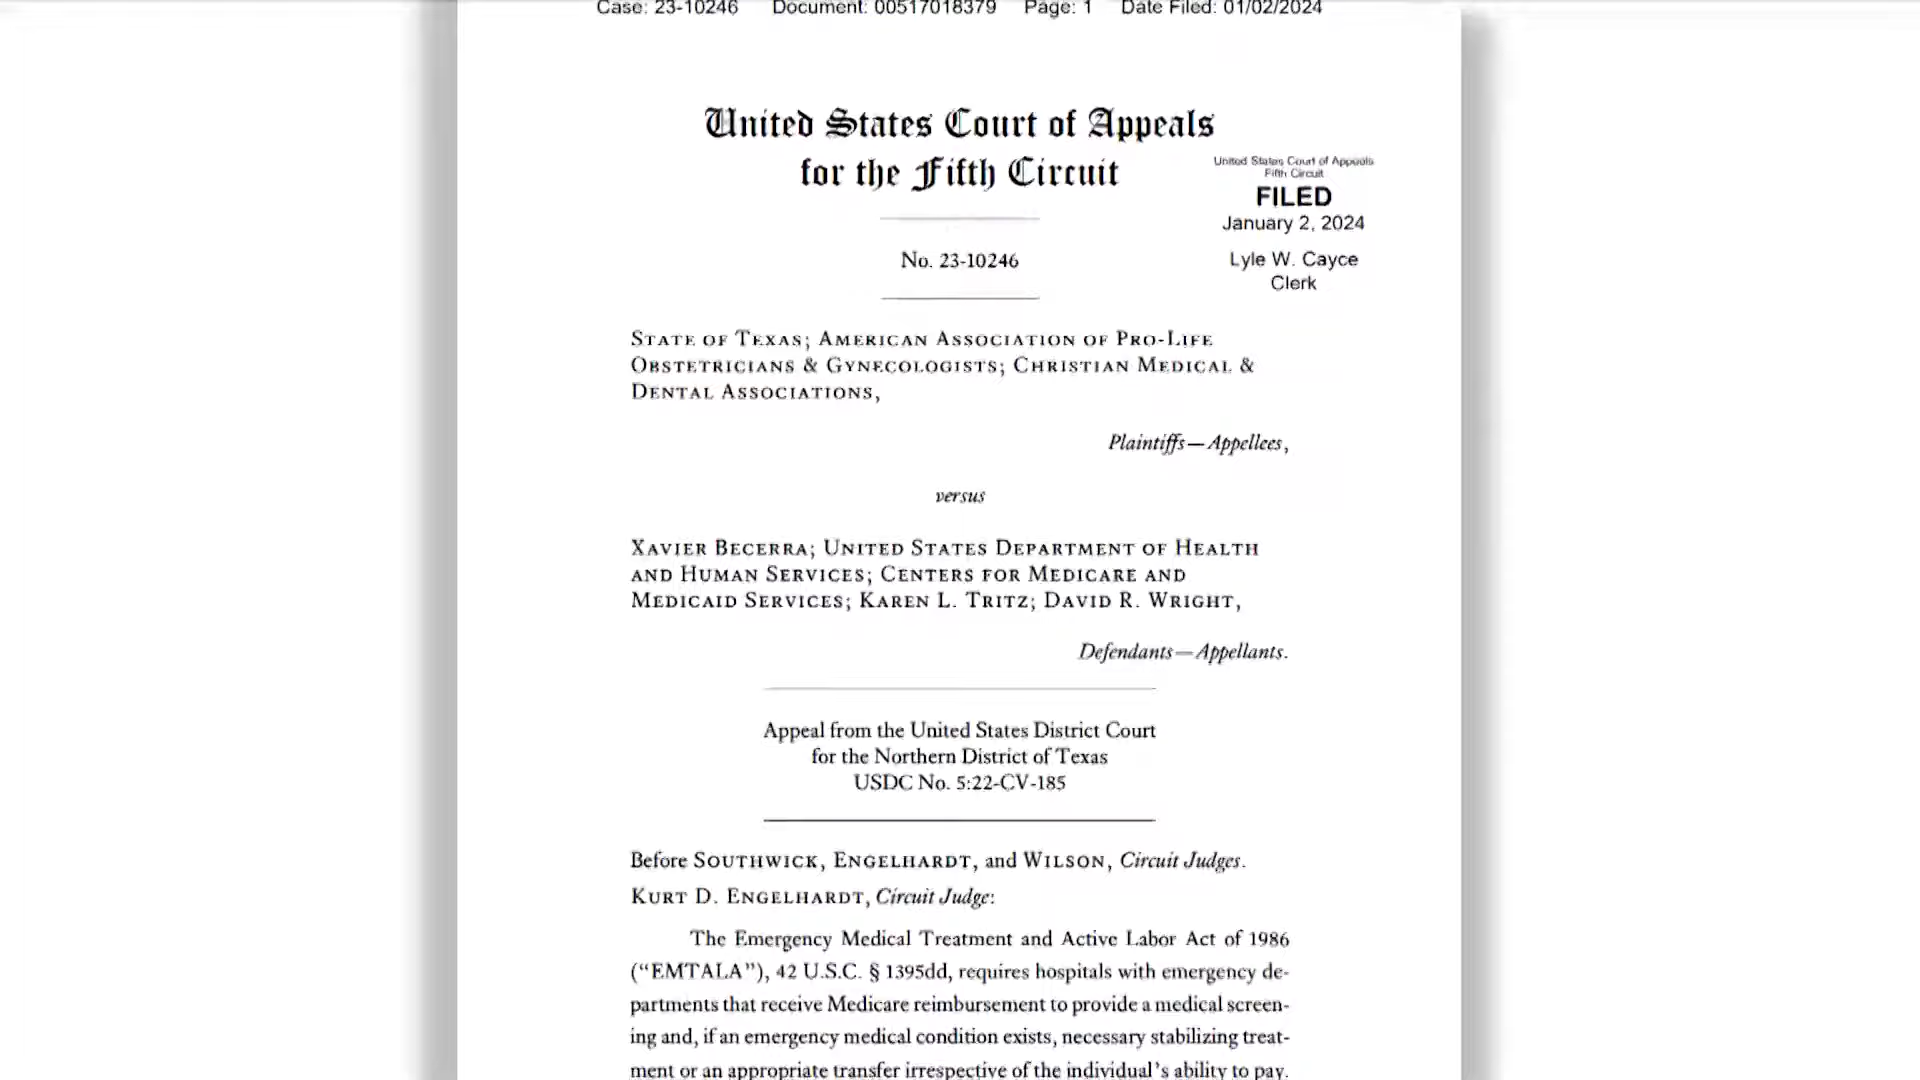 Case: 23-10246 Document: 00517018379 Page: 1 Date Filed: 01/02/2024
United States Court of Appeals
for the Fifth Circuit
United States Court of Appeals
Fifth Circuit
FILED
January 2, 2024
Lyle W. Cayce
Clerk
No. 23-10246
State of Texas; American Association of Pro-Life
Obstetricians & Gynecologists; Christian Medical &
Dental Associations,
Plaintiffs—Appellees,
versus
Xavier Becerra; United States Department of Health
and Human Services; Centers for Medicare and
Medicaid Services; Karen L. Tritz; David R. Wright,
Defendants—Appellants.
Appeal from the United States District Court
for the Northern District of Texas
USDC No. 5:22-CV-185
Before Southwick, Engelhardt, and Wilson, Circuit Judges.
Kurt D. Engelhardt, Circuit Judge:
The Emergency Medical Treatment and Active Labor Act of 1986
(“EMTALA”), 42 U.S.C. § 1395dd, requires hospitals with emergency de-
partments that receive Medicare reimbursement to provide a medical screen-
ing and, if an emergency medical condition exists, necessary stabilizing treat-
ment or an appropriate transfer irrespective of the individual’s ability to pay.